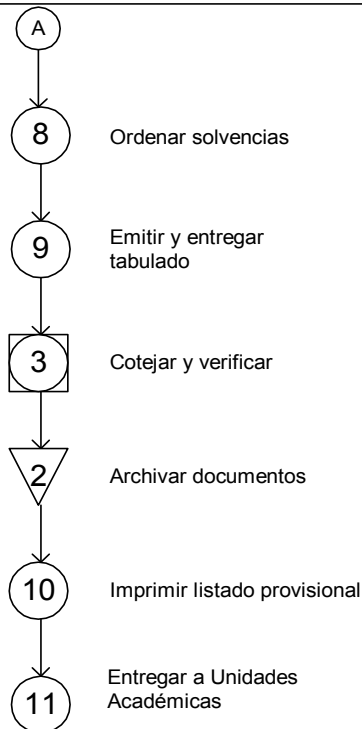 A
8
Ordenar solvencias
9
Emitir y entregar
tabulado
3
Cotejar y verificar
2
Archivar documentos
10
Imprimir listado provisional
11
Entregar a Unidades
Académicas